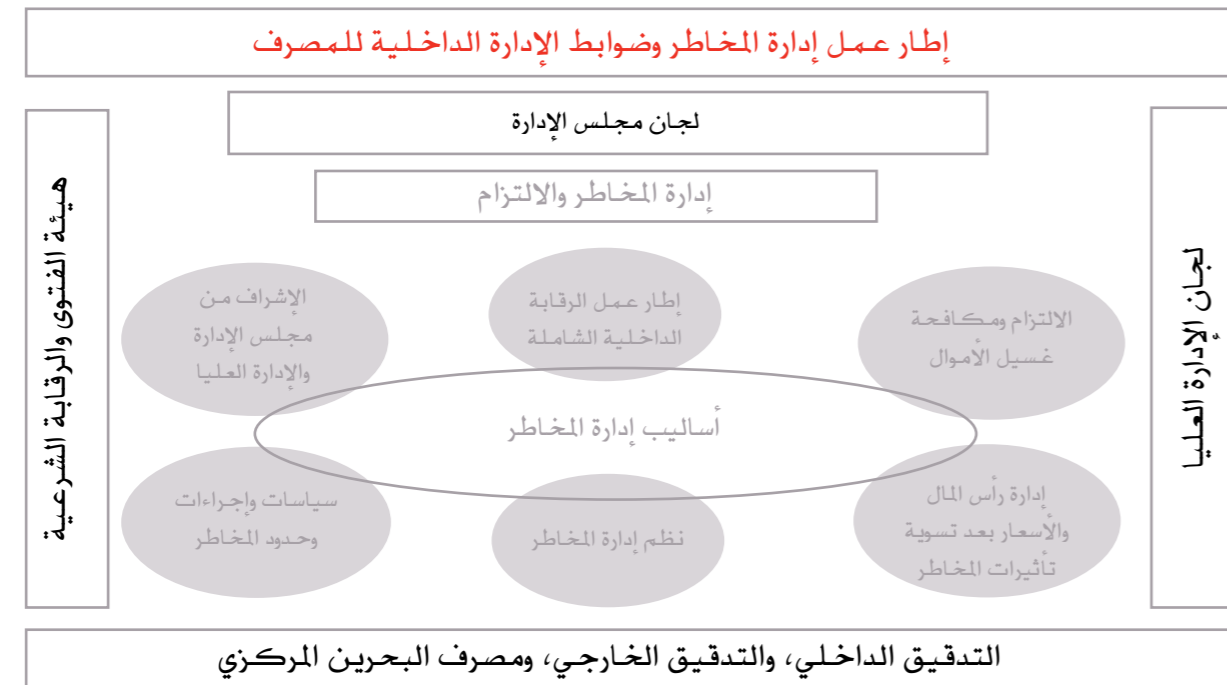 إطار عمل إدارة المخاطر وضوابط الإدارة الداخلية للمصرف
لجان مجلس الإدارة
إدارة المخاطر والالتزام
لجان الإدارة العليا
هيئة الفتوى والرقابة الشرعية
الالتزام ومكافحة
غسيل الأموال
إطار عمل الرقابة
الداخلية الشاملة
الإشراف من
مجلس الإدارة
والإدارة العليا
أساليب إدارة المخاطر
إدارة رأس المال
والأسعار بعد تسوية
تأثيرات المخاطر
نظم إدارة المخاطر
سياسات وإجراءات
وحدود المخاطر
التدقيق الداخلي، والتدقيق الخارجي، ومصرف البحرين المركزي